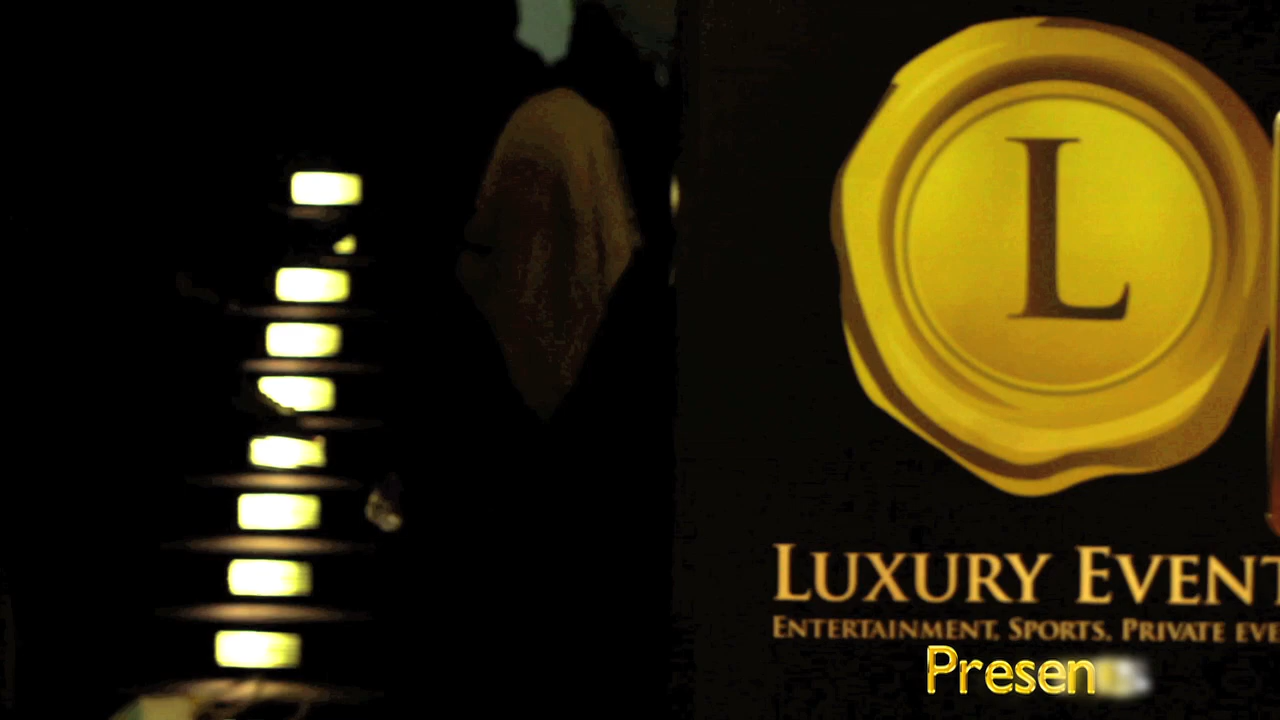 L
LUXURY EVENT
ENTERTAINMENT, SPORTS, PRIVATE EVE
Presen